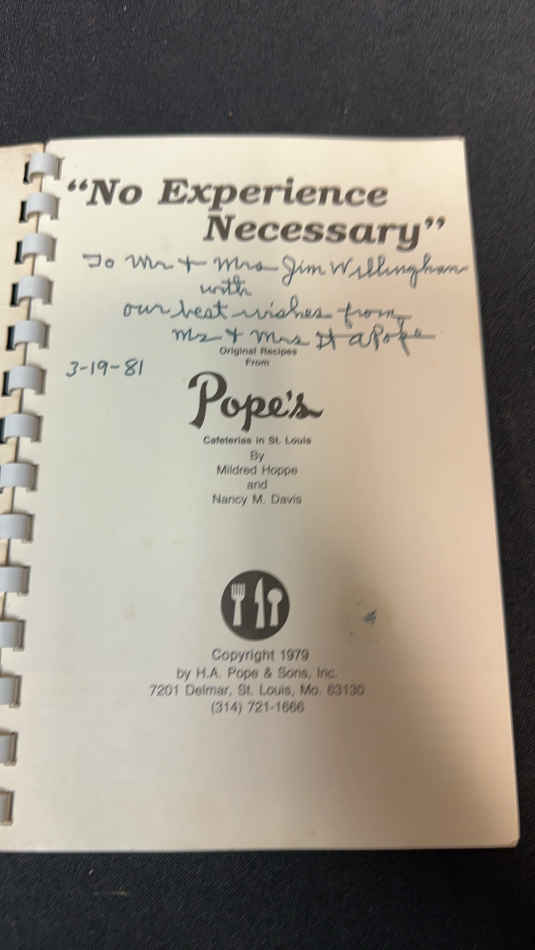 “No Experience
Necessary”
To Mr + Mrs Jim Willingham
with
our best wishes from
Mr + Mrs H A Pope
Original Recipes
From
3-19-81
Pope's
Cafeterias in St. Louis
By
Mildred Hoppe
and
Nancy M. Davis
Copyright 1979
by H.A. Pope & Sons, Inc.
7201 Delmar, St. Louis, Mo. 63130
(314) 721-1666